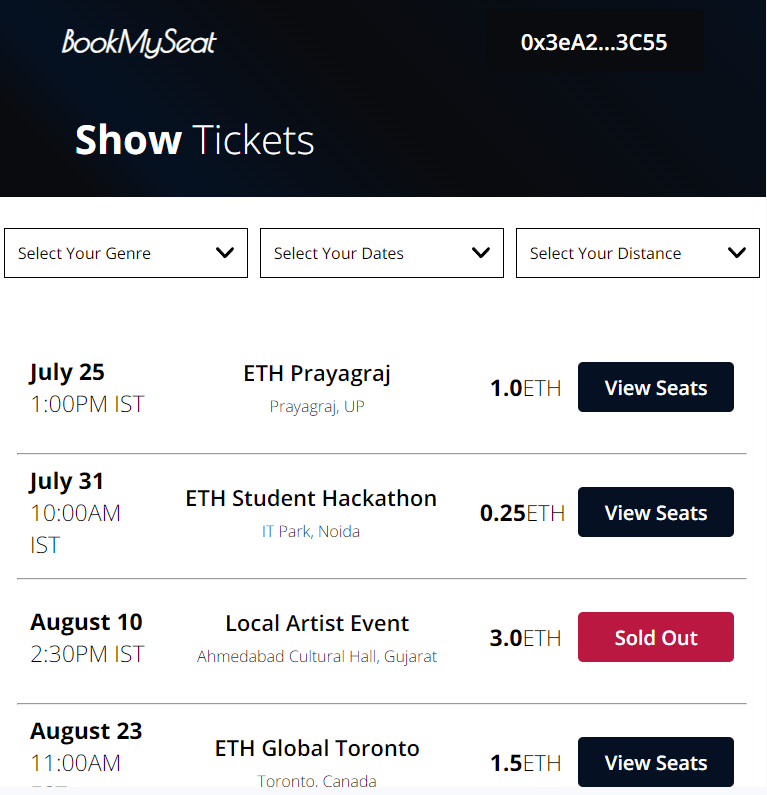 BookMySeat
0x3eA2...3C55
Show Tickets
Select Your Genre
Select Your Dates
Select Your Distance
July 25
1:00PM IST
ETH Prayagraj
Prayagraj, UP
1.0ETH
View Seats
July 31
10:00AM
IST
ETH Student Hackathon
IT Park, Noida
0.25ETH
View Seats
August 10
2:30PM IST
Local Artist Event
Ahmedabad Cultural Hall, Gujarat
3.0ETH
Sold Out
August 23
11:00AM
ETH Global Toronto
Toronto, Canada
1.5ETH
View Seats